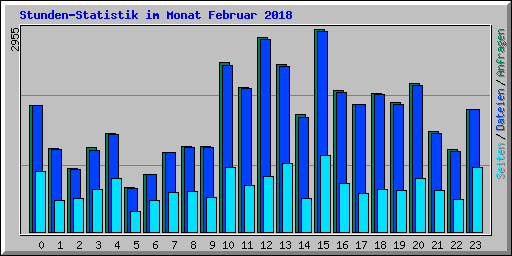 Stunden-Statistik im Monat Februar 2018
2955
Seiten/Dateien/Anfragen
0 1 2 3 4 5 6 7 8 9 10 11 12 13 14 15 16 17 18 19 20 21 22 23